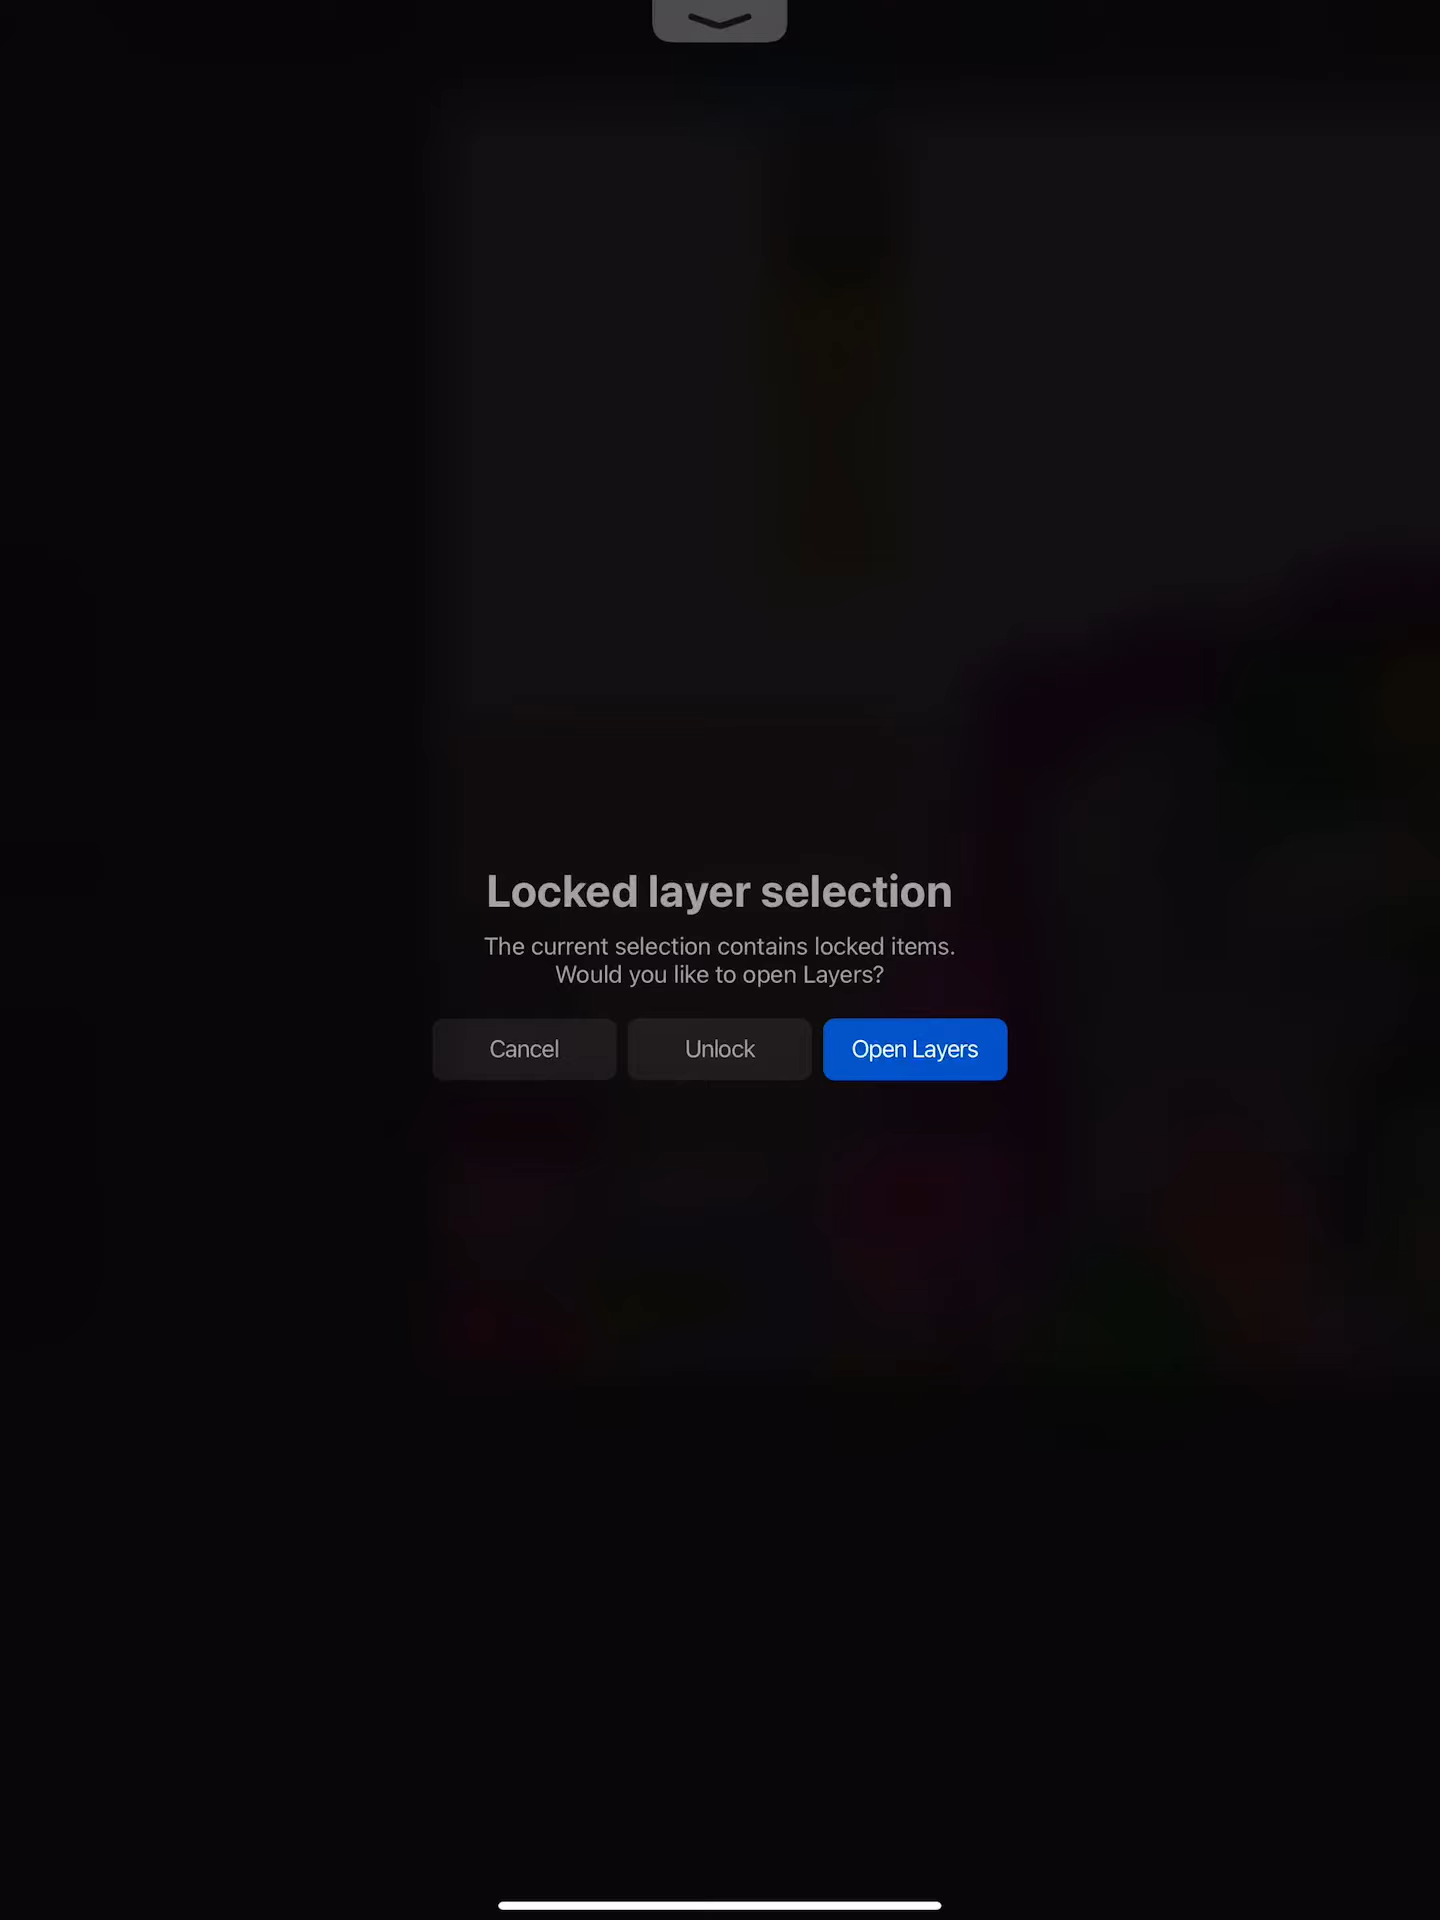 Locked layer selection
The current selection contains locked items.
Would you like to open Layers?
Cancel
Unlock
Open Layers